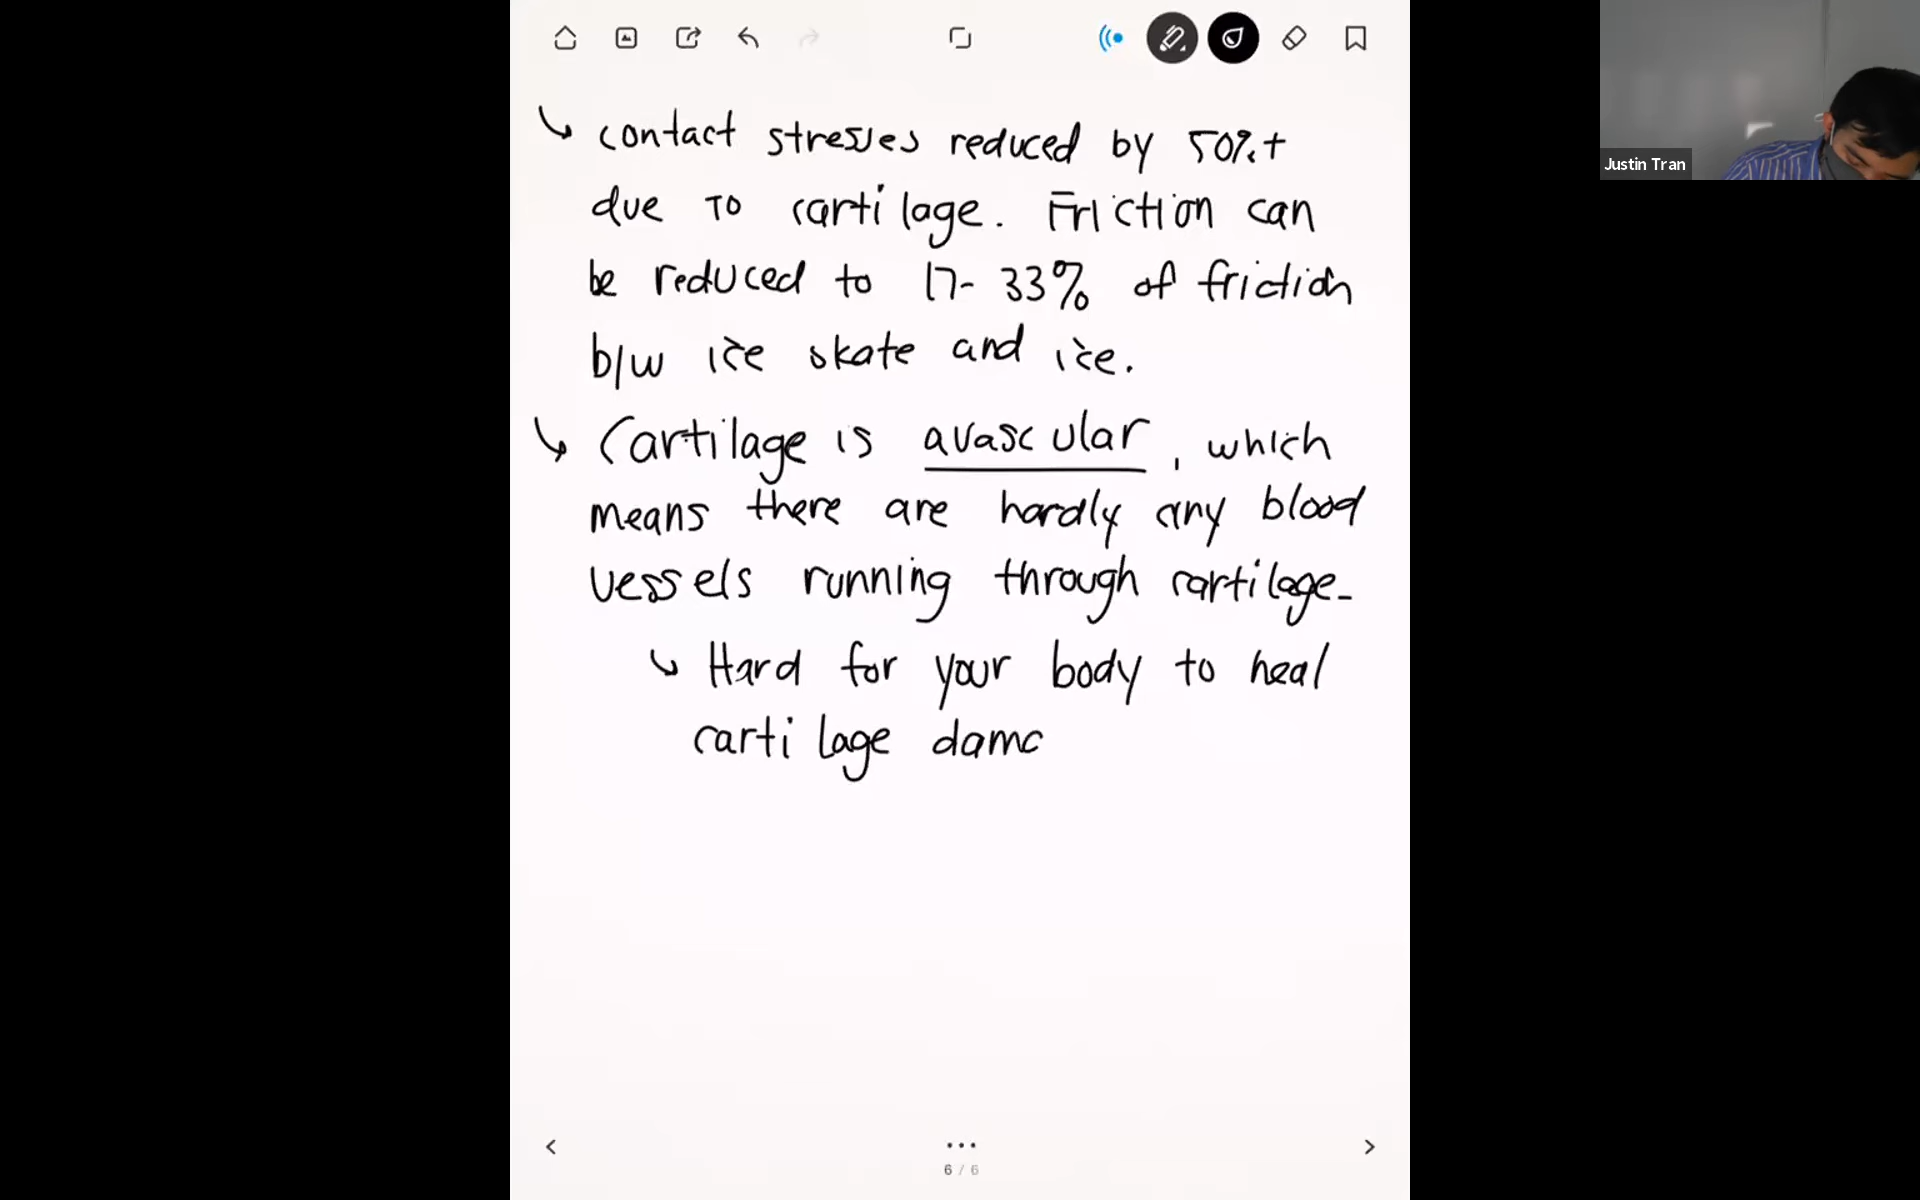 contact stresses reduced by 50%+
due to cartilage. Friction can
be reduced to 17-33% of friction
b/w ice skate and ice.
Cartilage is avascular, which
means there are hardly any blood
vessels running through cartilage.
Hard for your body to heal
cartilage dama
6 / 6
Justin Tran